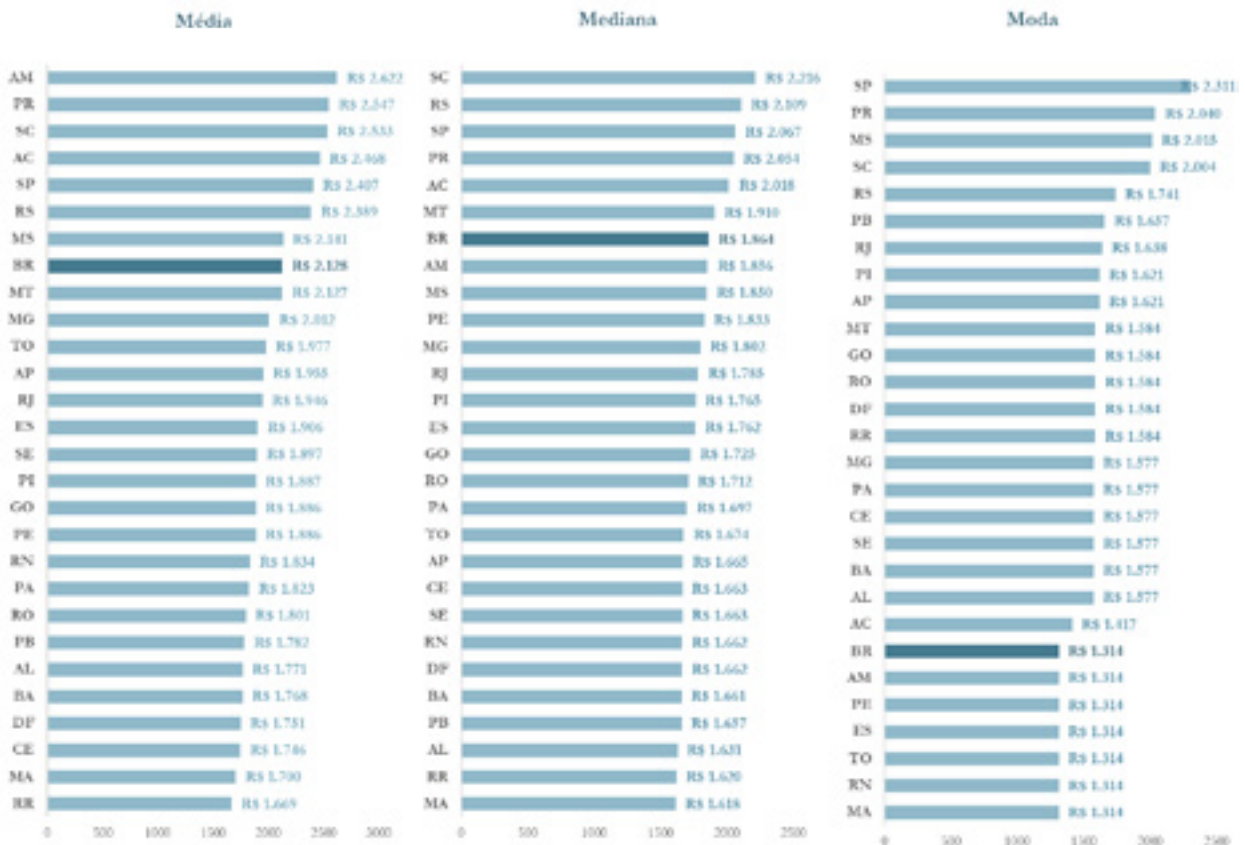 Média
AM R$ 2.622
PR R$ 2.547
SC R$ 2.533
AC R$ 2.468
SP R$ 2.407
RS R$ 2.389
MS R$ 2.141
BR R$ 2.128
MT R$ 2.127
MG R$ 2.012
TO R$ 1.977
AP R$ 1.955
RJ R$ 1.946
ES R$ 1.906
SE R$ 1.897
PI R$ 1.887
GO R$ 1.886
PE R$ 1.886
RN R$ 1.834
PA R$ 1.823
RO R$ 1.801
PB R$ 1.782
AL R$ 1.771
BA R$ 1.768
DF R$ 1.751
CE R$ 1.746
MA R$ 1.700
RR R$ 1.669
0 500 1000 1500 2000 2500 3000
Mediana
SC R$ 2.216
RS R$ 2.109
SP R$ 2.067
PR R$ 2.054
AC R$ 2.018
MT R$ 1.910
BR R$ 1.864
AM R$ 1.856
MS R$ 1.850
PE R$ 1.833
MG R$ 1.802
RJ R$ 1.785
PI R$ 1.765
ES R$ 1.762
GO R$ 1.725
RO R$ 1.712
PA R$ 1.697
TO R$ 1.674
AP R$ 1.665
CE R$ 1.663
SE R$ 1.663
RN R$ 1.662
DF R$ 1.662
BA R$ 1.661
PB R$ 1.657
AL R$ 1.631
RR R$ 1.620
MA R$ 1.618
0 500 1000 1500 2000 2500
Moda
SP R$ 2.311
PR R$ 2.040
MS R$ 2.015
SC R$ 2.004
RS R$ 1.741
PB R$ 1.657
RJ R$ 1.638
PI R$ 1.621
AP R$ 1.621
MT R$ 1.584
GO R$ 1.584
RO R$ 1.584
DF R$ 1.584
RR R$ 1.584
MG R$ 1.577
PA R$ 1.577
CE R$ 1.577
SE R$ 1.577
BA R$ 1.577
AL R$ 1.577
AC R$ 1.417
BR R$ 1.314
AM R$ 1.314
PE R$ 1.314
ES R$ 1.314
TO R$ 1.314
RN R$ 1.314
MA R$ 1.314
0 500 1000 1500 2000 2500